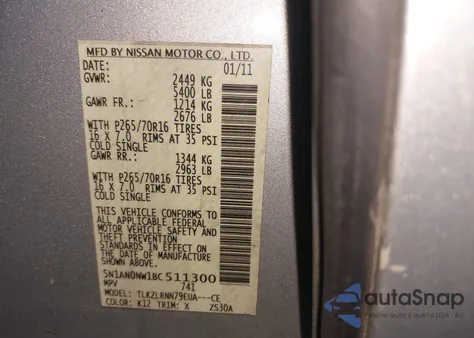 MFD BY NISSAN MOTOR CO., LTD.
DATE: 01/11
GVWR: 2449 KG
5400 LB
GAWR FR.: 1214 KG
2676 LB
WITH P265/70R16 TIRES
16 X 7.0 RIMS AT 35 PSI
COLD SINGLE
GAWR RR.: 1344 KG
2963 LB
WITH P265/70R16 TIRES
16 X 7.0 RIMS AT 35 PSI
COLD SINGLE
THIS VEHICLE CONFORMS TO
ALL APPLICABLE FEDERAL
MOTOR VEHICLE SAFETY AND
THEFT PREVENTION
STANDARDS IN EFFECT ON
THE DATE OF MANUFACTURE
SHOWN ABOVE.
5N1AN0NW1BC511300
MPV 741
MODEL: TLKZLRNN79EUA---CE
COLOR: K12 TRIM: X 2S30A
autoSnap